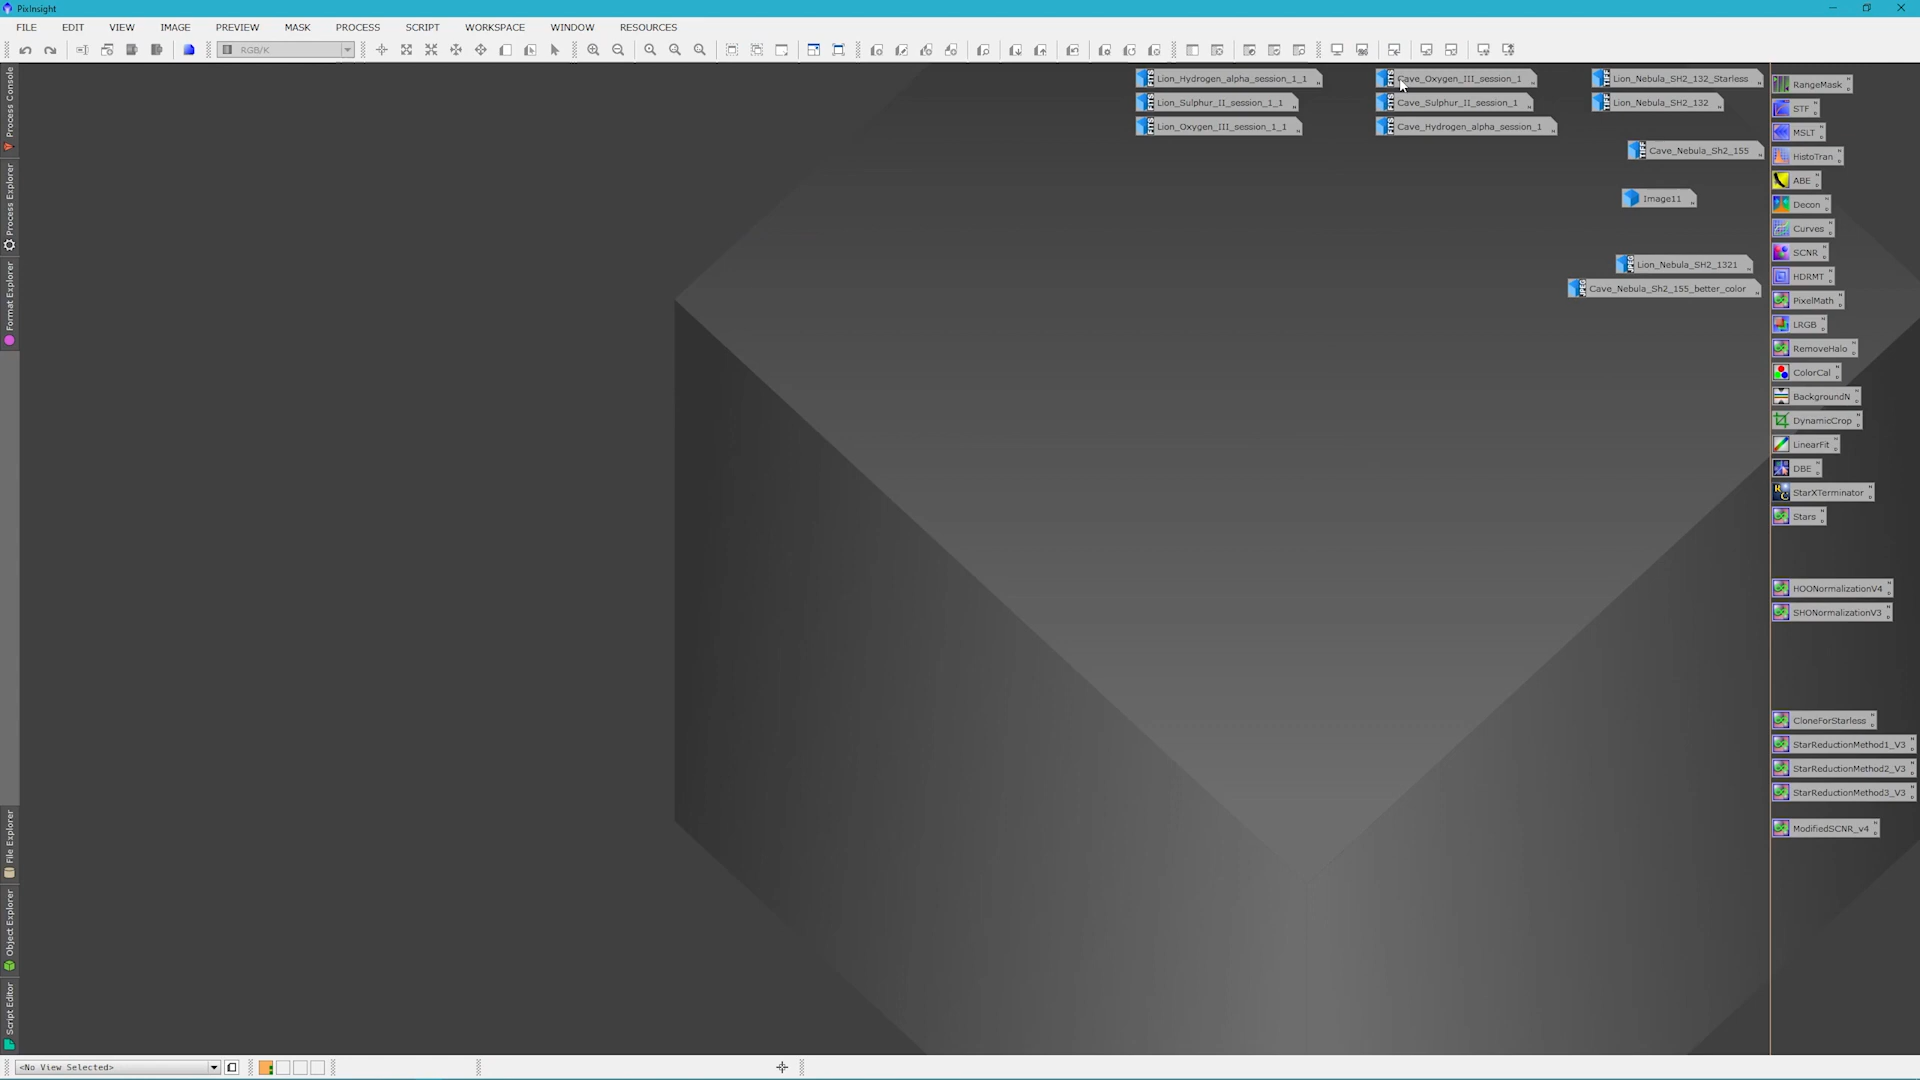 PixInsight
FILE EDIT VIEW IMAGE PREVIEW MASK PROCESS SCRIPT WORKSPACE WINDOW RESOURCES
RGB/K
Process Console
Process Explorer
Format Explorer
File Explorer
Object Explorer
Script Editor
Lion_Hydrogen_alpha_session_1_1
Lion_Sulphur_II_session_1_1
Lion_Oxygen_III_session_1_1
Cave_Oxygen_III_session_1
Cave_Sulphur_II_session_1
Cave_Hydrogen_alpha_session_1
Lion_Nebula_SH2_132_Starless
Lion_Nebula_SH2_132
Cave_Nebula_Sh2_155
Image11
Lion_Nebula_SH2_1321
Cave_Nebula_Sh2_155_better_color
RangeMask
STF
MSLT
HistoTran
ABE
Decon
Curves
SCNR
HDRMT
PixelMath
LRGB
RemoveHalo
ColorCal
BackgroundN
DynamicCrop
LinearFit
DBE
StarXTerminator
Stars
HOONormalizationV4
SHONormalizationV3
CloneForStarless
StarReductionMethod1_V3
StarReductionMethod2_V3
StarReductionMethod3_V3
ModifiedSCNR_v4
<No View Selected>